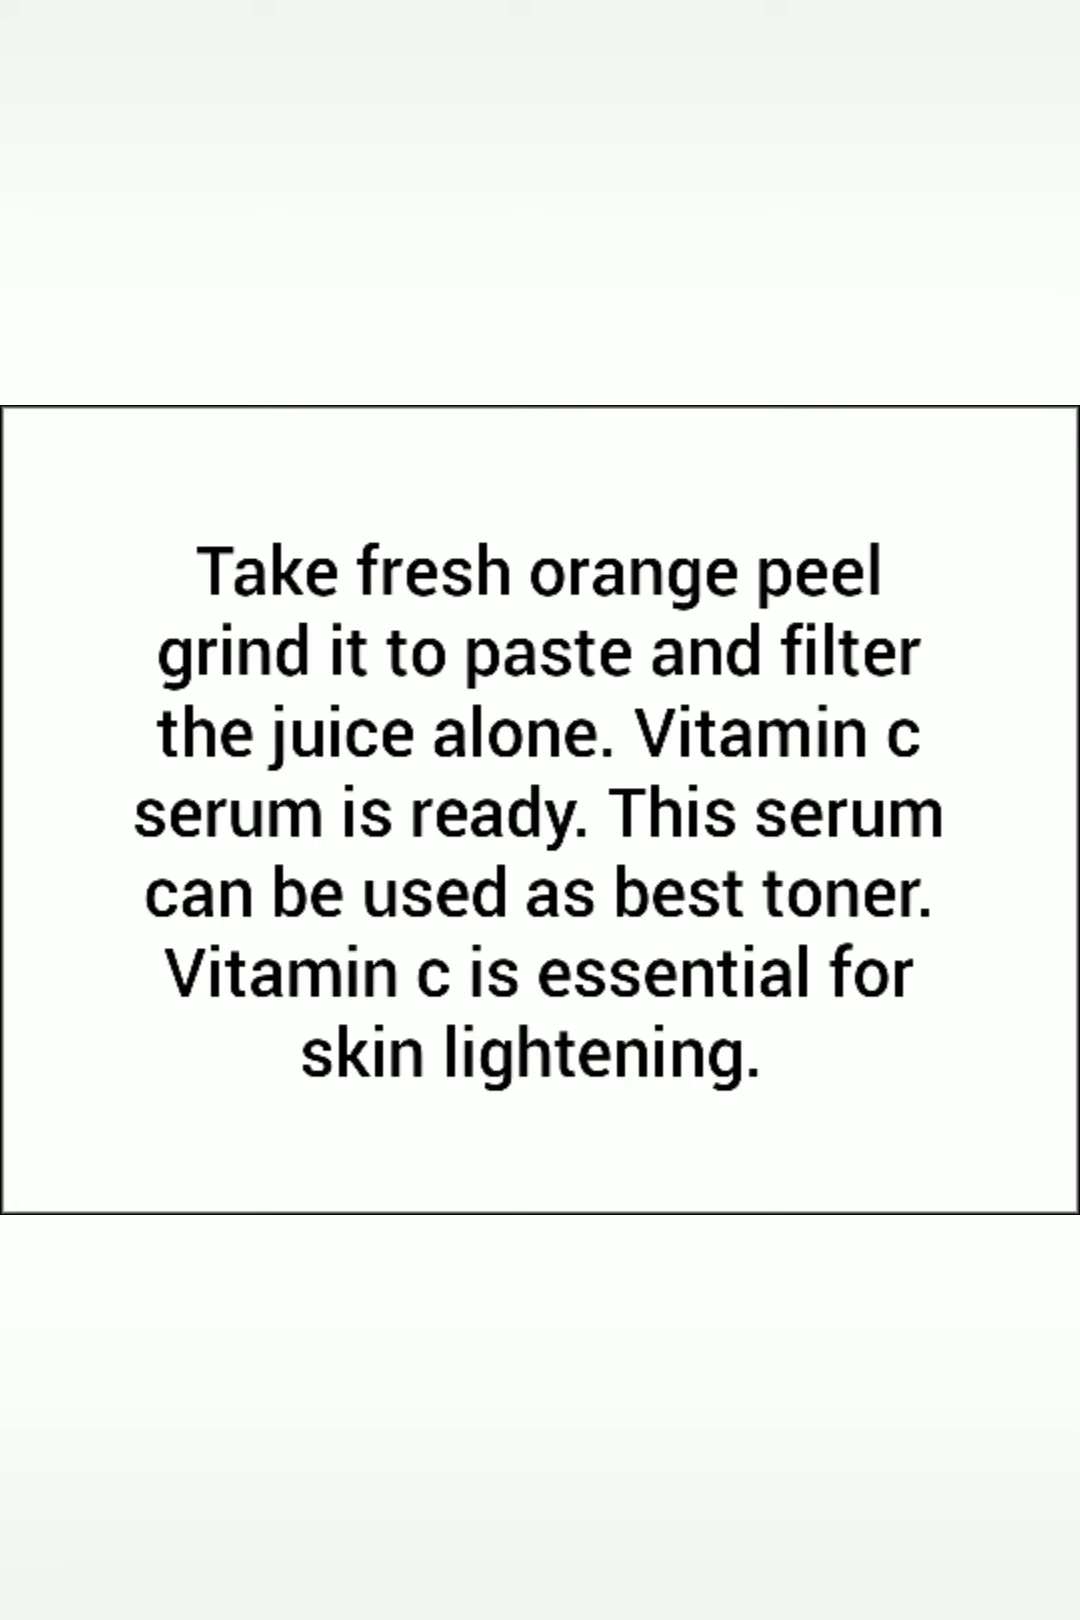 Take fresh orange peel
grind it to paste and filter
the juice alone. Vitamin c
serum is ready. This serum
can be used as best toner.
Vitamin c is essential for
skin lightening.